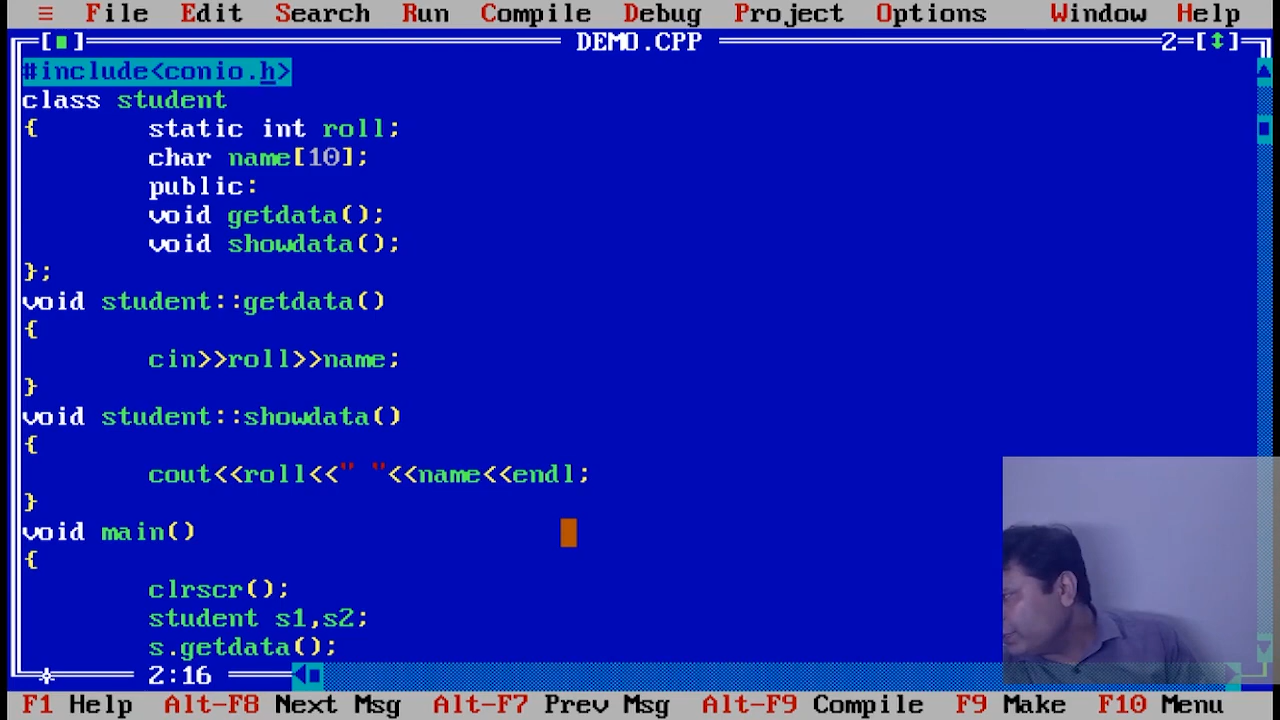 ≡ File Edit Search Run Compile Debug Project Options Window Help
[■] DEMO.CPP 2=[↕]
#include<conio.h>
class student
{ static int roll;
char name[10];
public:
void getdata();
void showdata();
};
void student::getdata()
{
cin>>roll>>name;
}
void student::showdata()
{
cout<<roll<<" "<<name<<endl;
}
void main()
{
clrscr();
student s1,s2;
s.getdata();
2:16
F1 Help Alt-F8 Next Msg Alt-F7 Prev Msg Alt-F9 Compile F9 Make F10 Menu